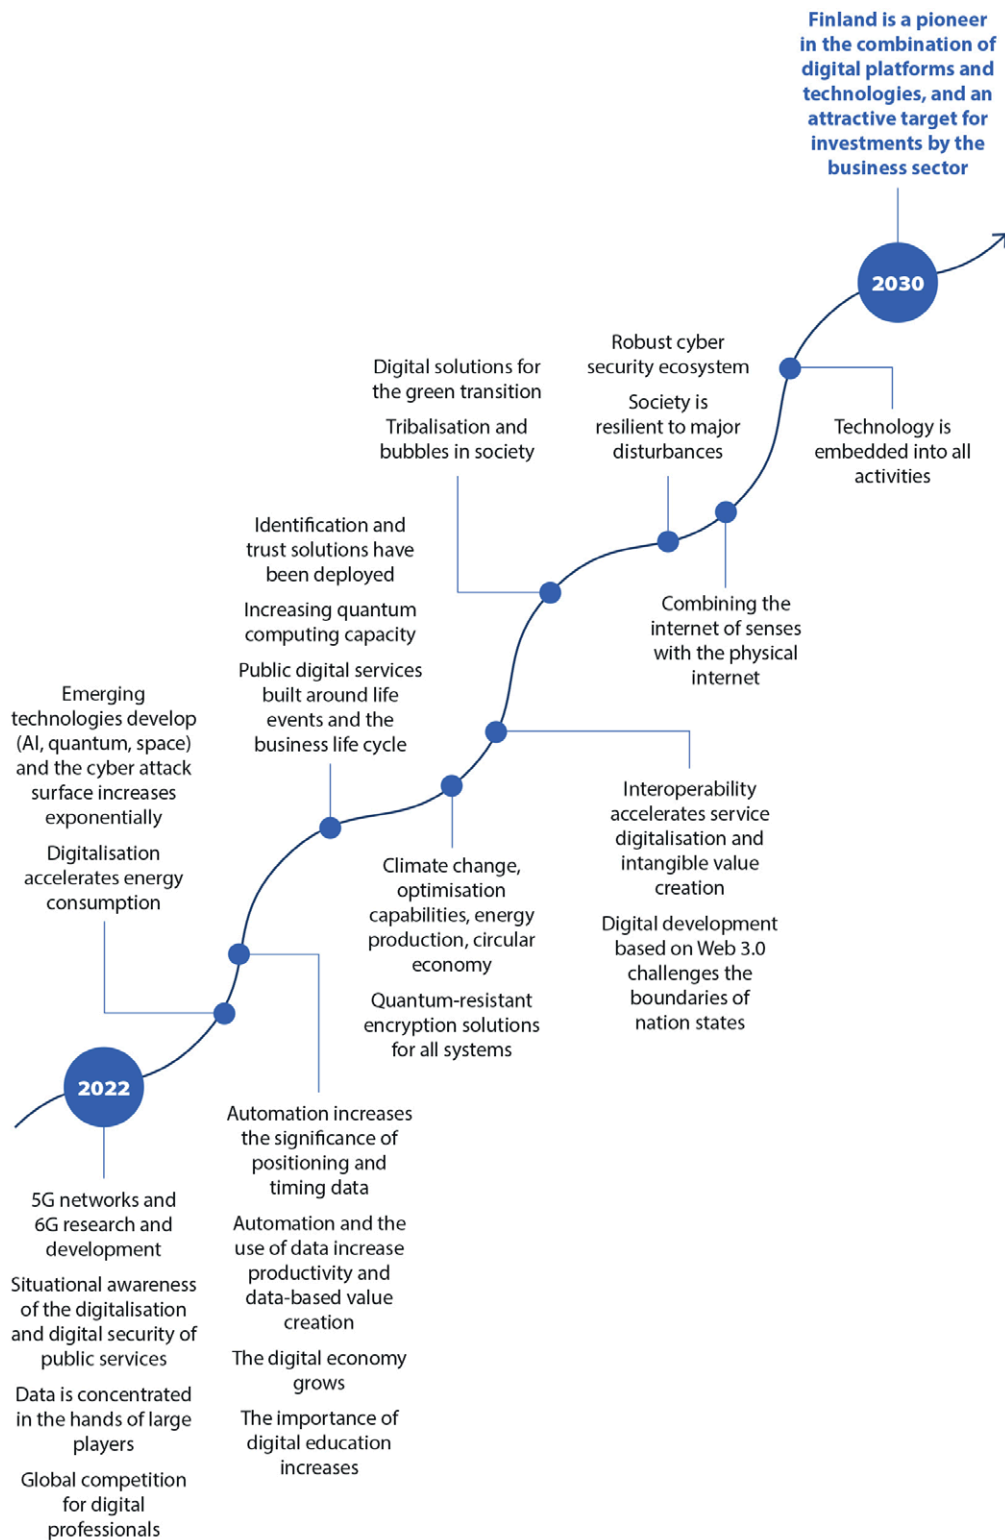 Finland is a pioneer
in the combination of
digital platforms and
technologies, and an
attractive target for
investments by the
business sector
2030
Robust cyber
security ecosystem
Society is
resilient to major
disturbances
Digital solutions for
the green transition
Tribalisation and
bubbles in society
Technology is
embedded into all
activities
Identification and
trust solutions have
been deployed
Increasing quantum
computing capacity
Public digital services
built around life
events and the
business life cycle
Combining the
internet of senses
with the physical
internet
Emerging
technologies develop
(AI, quantum, space)
and the cyber attack
surface increases
exponentially
Digitalisation
accelerates energy
consumption
Interoperability
accelerates service
digitalisation and
intangible value
creation
Digital development
based on Web 3.0
challenges the
boundaries of
nation states
Climate change,
optimisation
capabilities, energy
production, circular
economy
Quantum-resistant
encryption solutions
for all systems
2022
Automation increases
the significance of
positioning and
timing data
Automation and the
use of data increase
productivity and
data-based value
creation
The digital economy
grows
The importance of
digital education
increases
5G networks and
6G research and
development
Situational awareness
of the digitalisation
and digital security of
public services
Data is concentrated
in the hands of large
players
Global competition
for digital
professionals